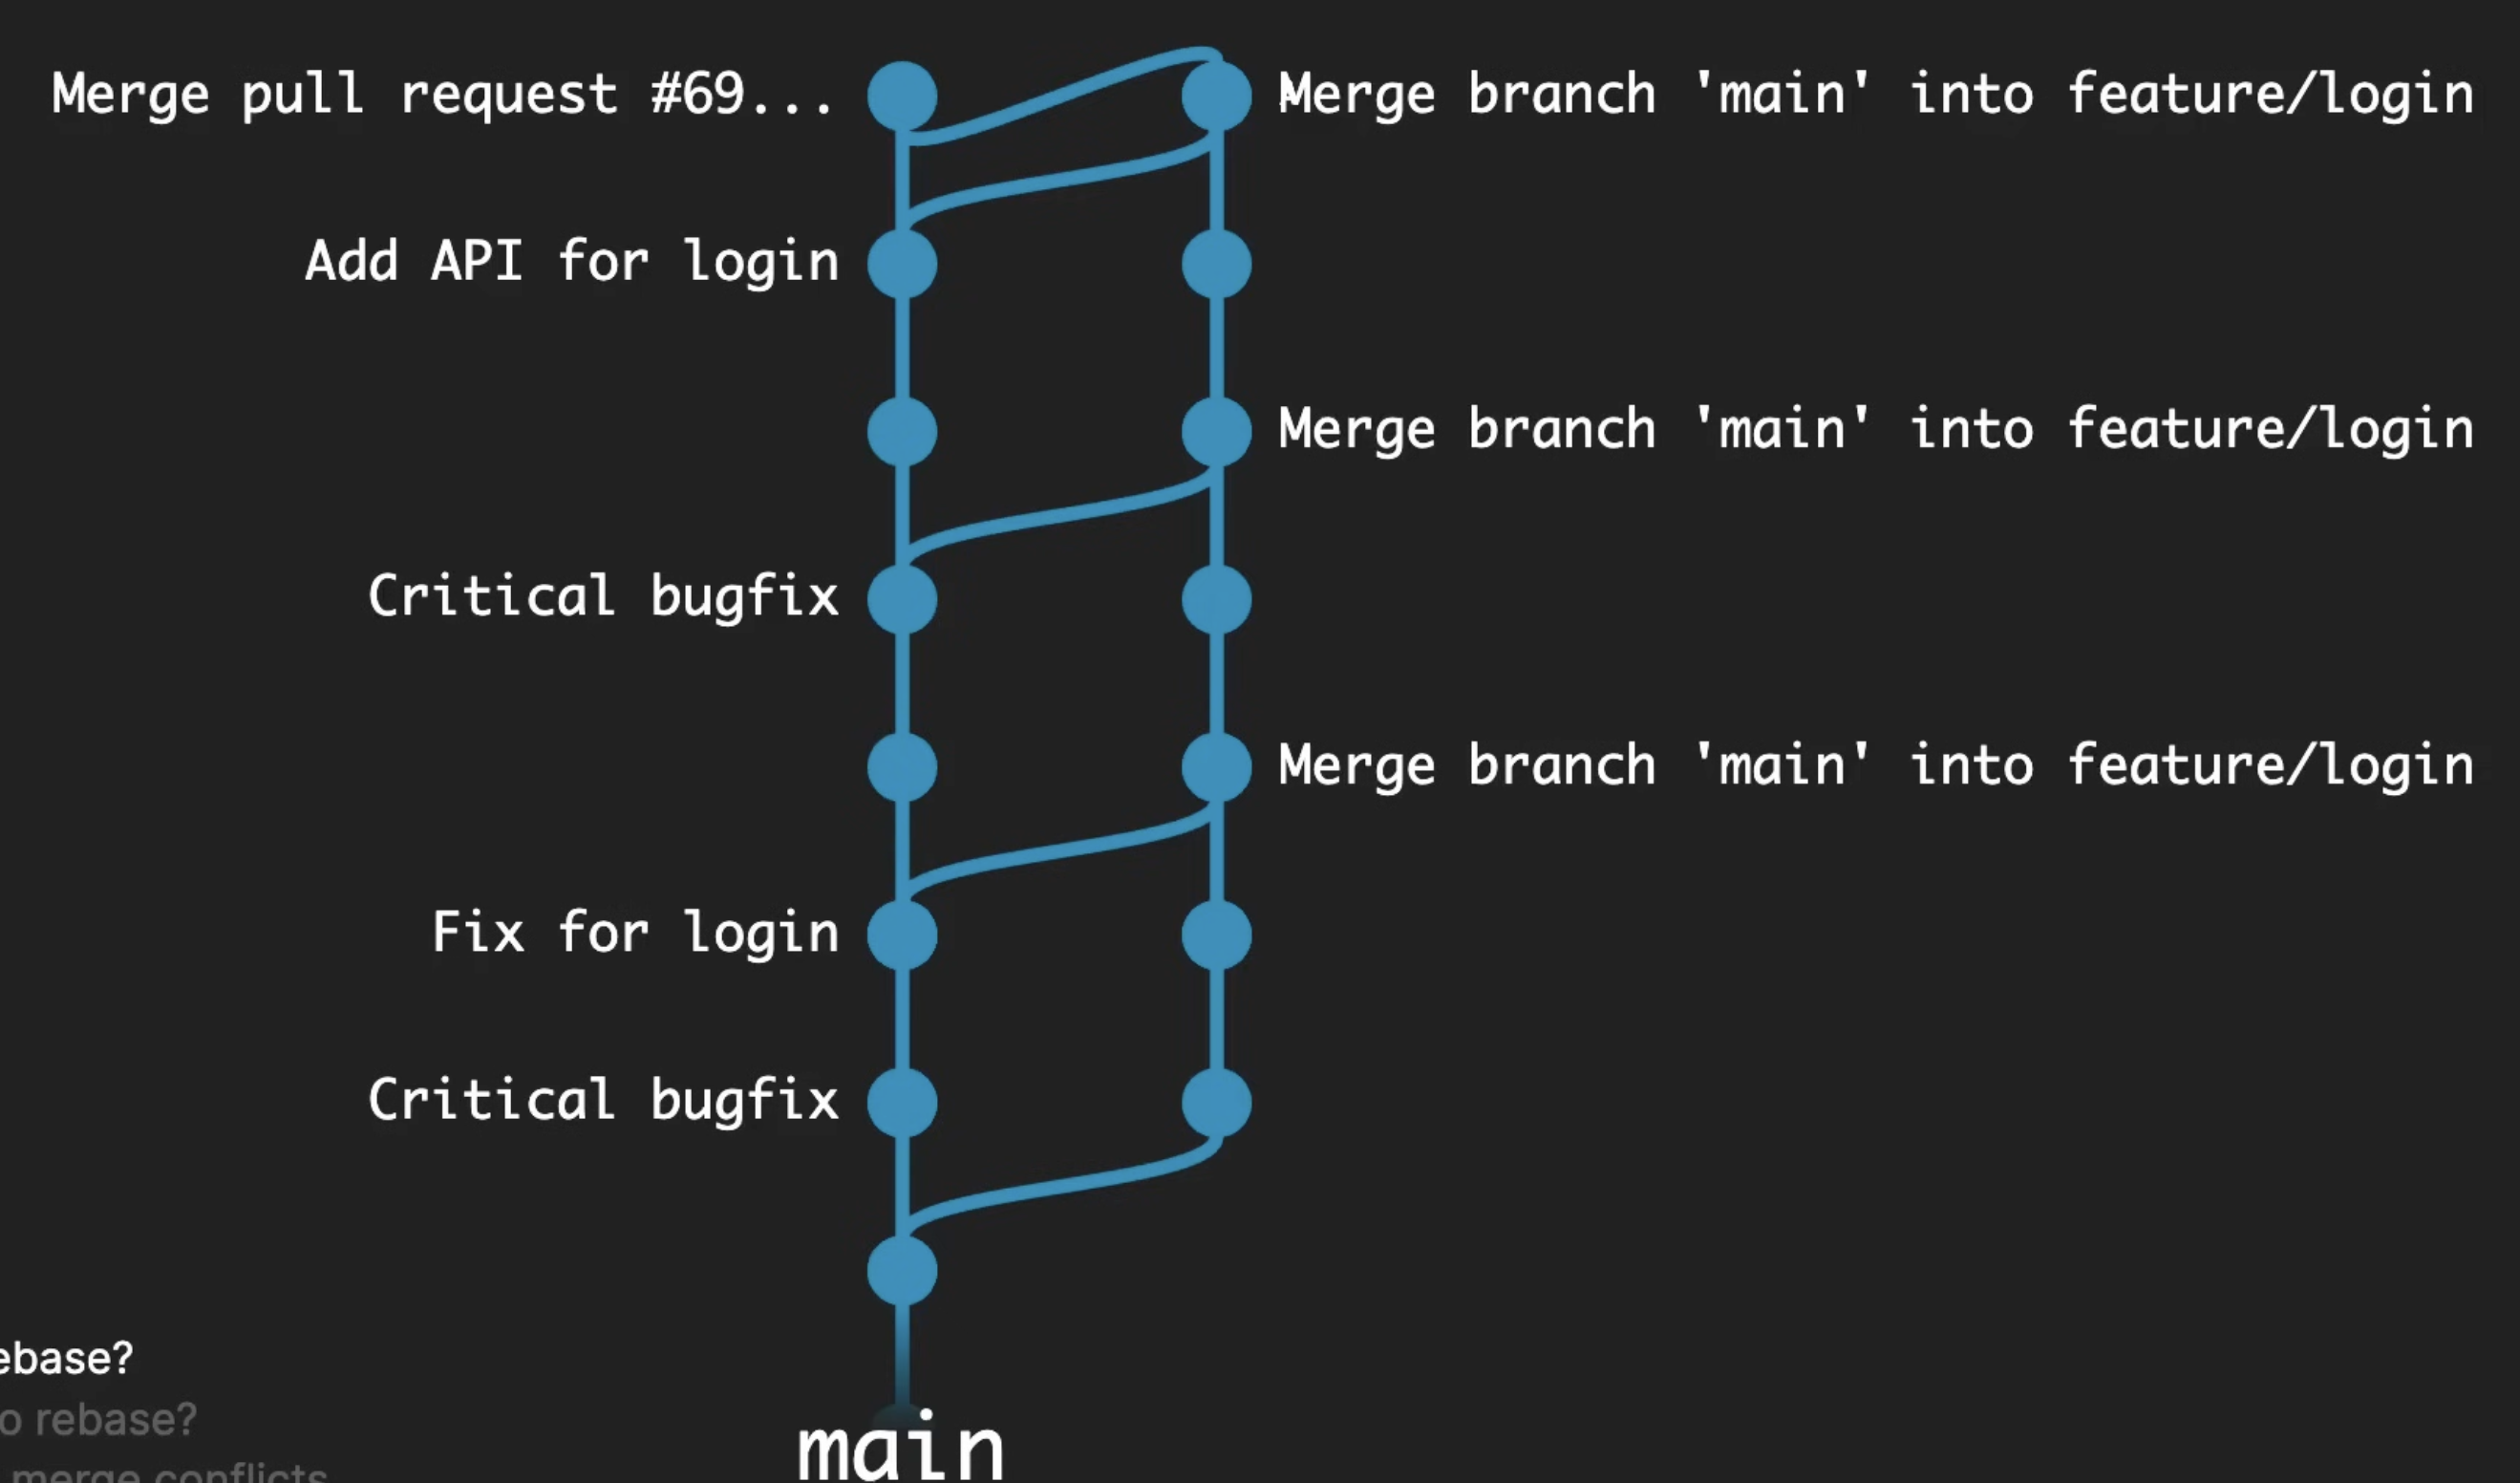 Merge pull request #69...
Merge branch 'main' into feature/login
Add API for login
Merge branch 'main' into feature/login
Critical bugfix
Merge branch 'main' into feature/login
Fix for login
Critical bugfix
ebase?
o rebase?
merge conflicts
main